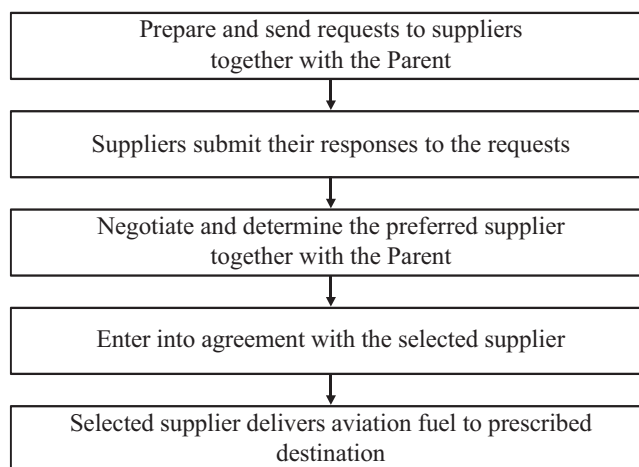 Prepare and send requests to suppliers
together with the Parent
Suppliers submit their responses to the requests
Negotiate and determine the preferred supplier
together with the Parent
Enter into agreement with the selected supplier
Selected supplier delivers aviation fuel to prescribed
destination